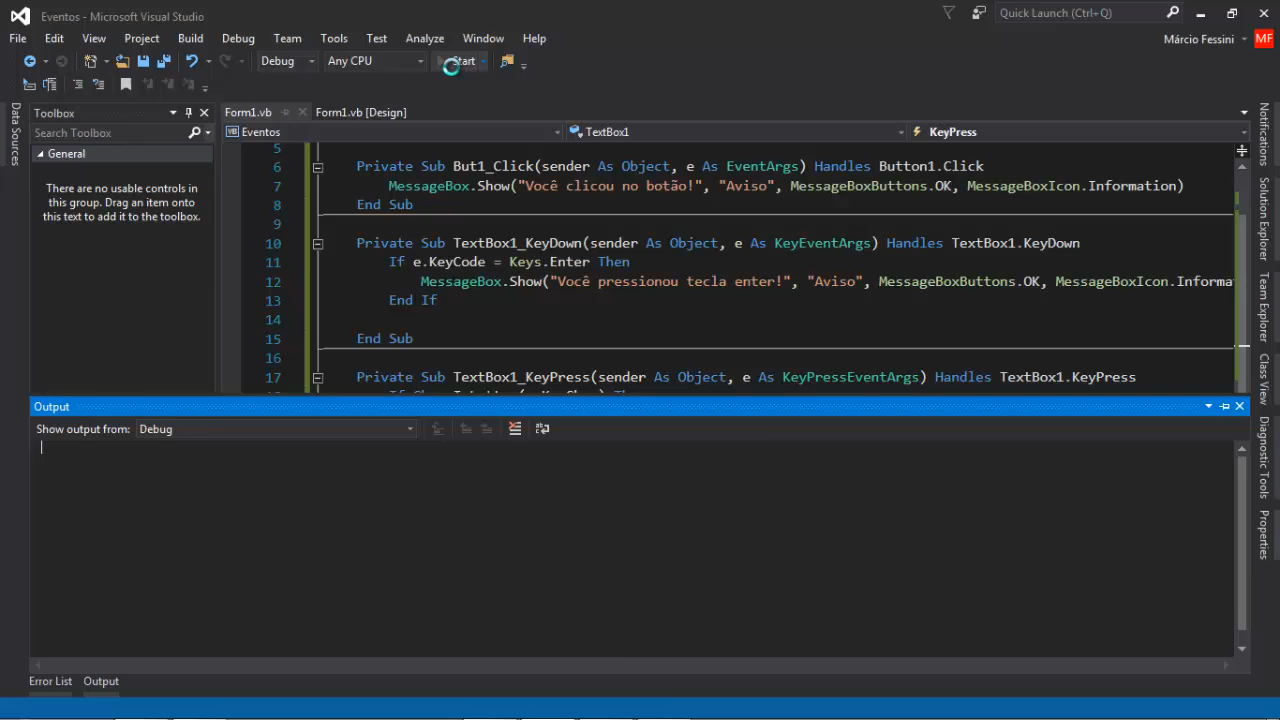 Eventos - Microsoft Visual Studio
Quick Launch (Ctrl+Q)
File Edit View Project Build Debug Team Tools Test Analyze Window Help
Márcio Fessini MF
Debug Any CPU Start
Data Sources
Toolbox
Search Toolbox
General
There are no usable controls in
this group. Drag an item onto
this text to add it to the toolbox.
Form1.vb Form1.vb [Design]
VB Eventos TextBox1 KeyPress
5
6 Private Sub But1_Click(sender As Object, e As EventArgs) Handles Button1.Click
7 MessageBox.Show("Você clicou no botão!", "Aviso", MessageBoxButtons.OK, MessageBoxIcon.Information)
8 End Sub
9
10 Private Sub TextBox1_KeyDown(sender As Object, e As KeyEventArgs) Handles TextBox1.KeyDown
11 If e.KeyCode = Keys.Enter Then
12 MessageBox.Show("Você pressionou tecla enter!", "Aviso", MessageBoxButtons.OK, MessageBoxIcon.Informat
13 End If
14
15 End Sub
16
17 Private Sub TextBox1_KeyPress(sender As Object, e As KeyPressEventArgs) Handles TextBox1.KeyPress
Output
Show output from: Debug
Error List Output
Notifications
Solution Explorer
Team Explorer
Class View
Diagnostic Tools
Properties